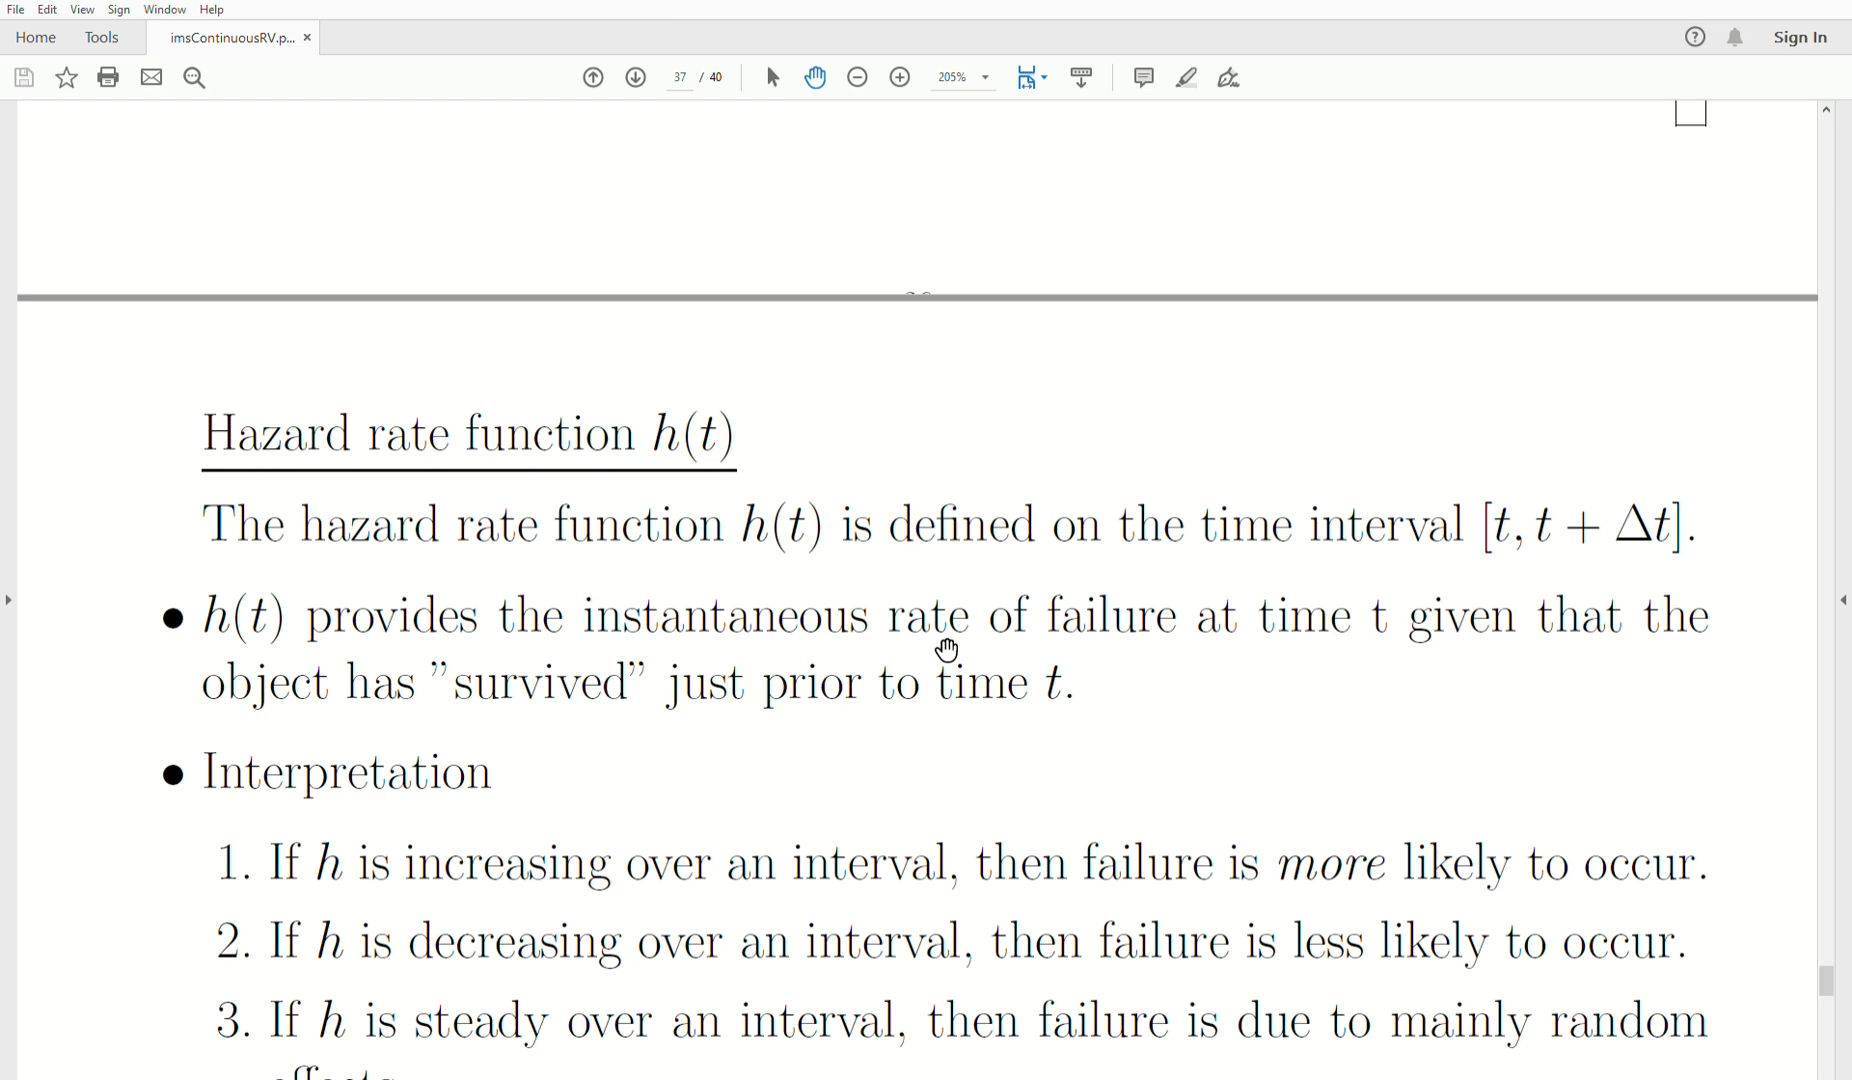 File Edit View Sign Window Help
Home Tools imsContinuousRV.p... × Sign In
37 / 40 205%
Hazard rate function h(t)
The hazard rate function h(t) is defined on the time interval [t, t + Δt].
• h(t) provides the instantaneous rate of failure at time t given that the
object has ”survived” just prior to time t.
• Interpretation
1. If h is increasing over an interval, then failure is more likely to occur.
2. If h is decreasing over an interval, then failure is less likely to occur.
3. If h is steady over an interval, then failure is due to mainly random